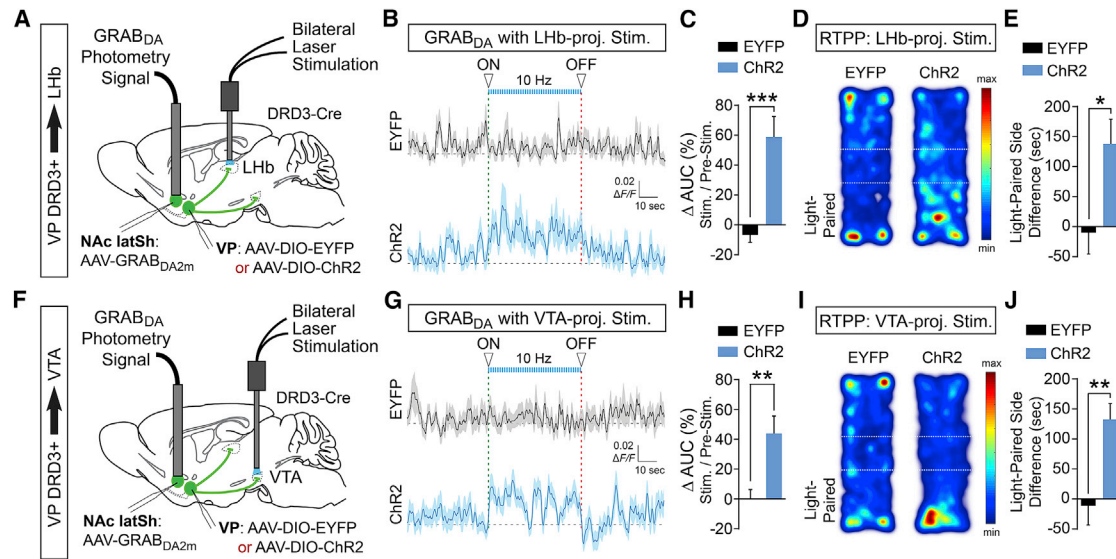 A
VP DRD3+ → LHb
GRABDA
Photometry
Signal
Bilateral
Laser
Stimulation
DRD3-Cre
LHb
NAc latSh:
AAV-GRABDA2m
VP: AAV-DIO-EYFP
or AAV-DIO-ChR2
B
GRABDA with LHb-proj. Stim.
ON
OFF
10 Hz
EYFP
0.02
ΔF/F
10 sec
ChR2
C
EYFP
ChR2
***
Δ AUC (%)
Stim. / Pre-Stim.
80
60
40
20
0
-20
D
RTPP: LHb-proj. Stim.
EYFP
ChR2
max
min
Light-
Paired
E
EYFP
ChR2
*
Light-Paired Side
Difference (sec)
200
150
100
50
0
-50
F
VP DRD3+ → VTA
GRABDA
Photometry
Signal
Bilateral
Laser
Stimulation
DRD3-Cre
VTA
NAc latSh:
AAV-GRABDA2m
VP: AAV-DIO-EYFP
or AAV-DIO-ChR2
G
GRABDA with VTA-proj. Stim.
ON
OFF
10 Hz
EYFP
0.02
ΔF/F
10 sec
ChR2
H
EYFP
ChR2
**
Δ AUC (%)
Stim. / Pre-Stim.
80
60
40
20
0
-20
I
RTPP: VTA-proj. Stim.
EYFP
ChR2
max
min
Light-
Paired
J
EYFP
ChR2
**
Light-Paired Side
Difference (sec)
200
150
100
50
0
-50